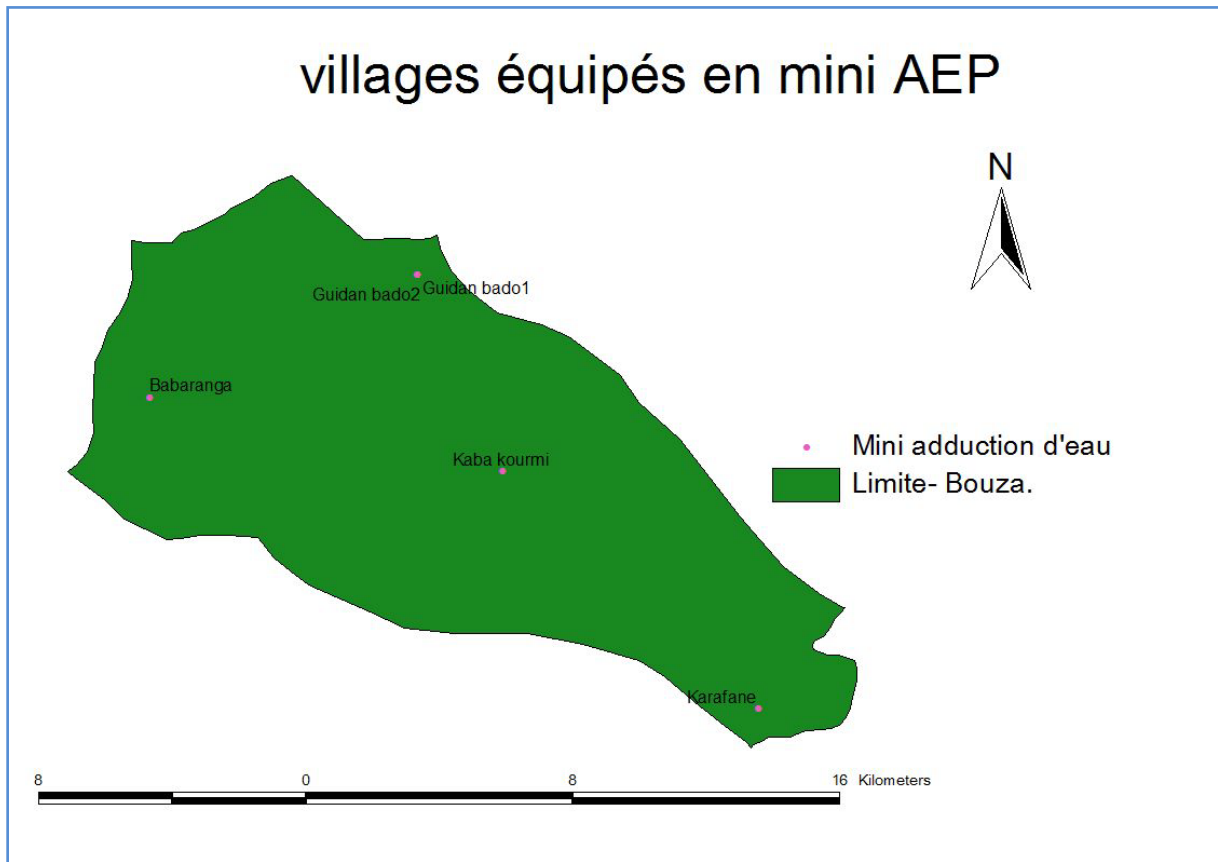 villages équipés en mini AEP
N
Guidan bado1
Guidan bado2
Babaranga
Kaba kourmi
Mini adduction d'eau
Limite- Bouza.
Karafane
8 0 8 16 Kilometers